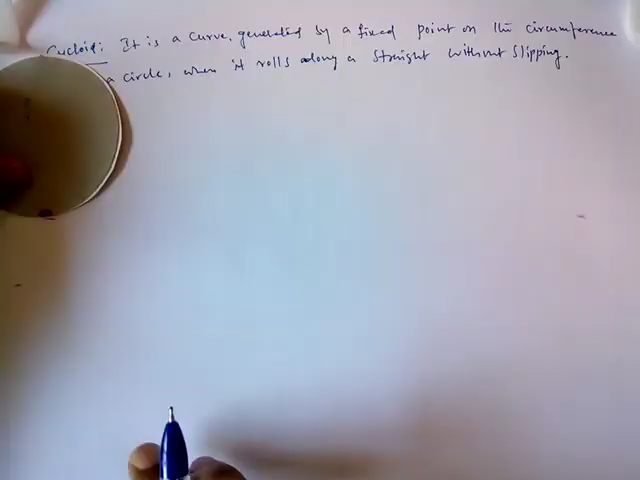 Cycloid: It is a curve, generated by a fixed point on the circumference
a circle, when it rolls along a straight without slipping.